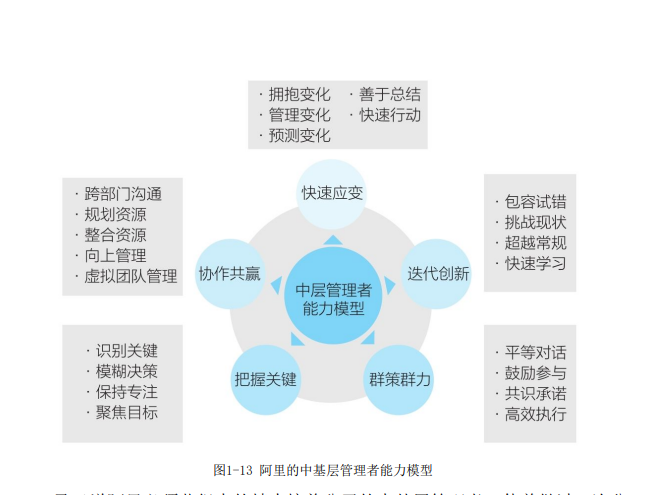 · 拥抱变化 · 善于总结
· 管理变化 · 快速行动
· 预测变化
快速应变
· 跨部门沟通
· 规划资源
· 整合资源
· 向上管理
· 虚拟团队管理
协作共赢
· 包容试错
· 挑战现状
· 超越常规
· 快速学习
迭代创新
中层管理者
能力模型
· 识别关键
· 模糊决策
· 保持专注
· 聚焦目标
把握关键
群策群力
· 平等对话
· 鼓励参与
· 共识承诺
· 高效执行
图1-13 阿里的中基层管理者能力模型